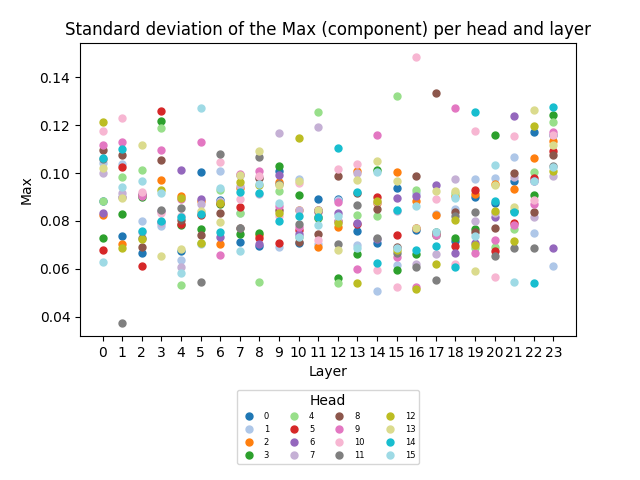 Standard deviation of the Max (component) per head and layer
Max
0.14
0.12
0.10
0.08
0.06
0.04
0 1 2 3 4 5 6 7 8 9 10 11 12 13 14 15 16 17 18 19 20 21 22 23
Layer
Head
0 4 8 12
1 5 9 13
2 6 10 14
3 7 11 15